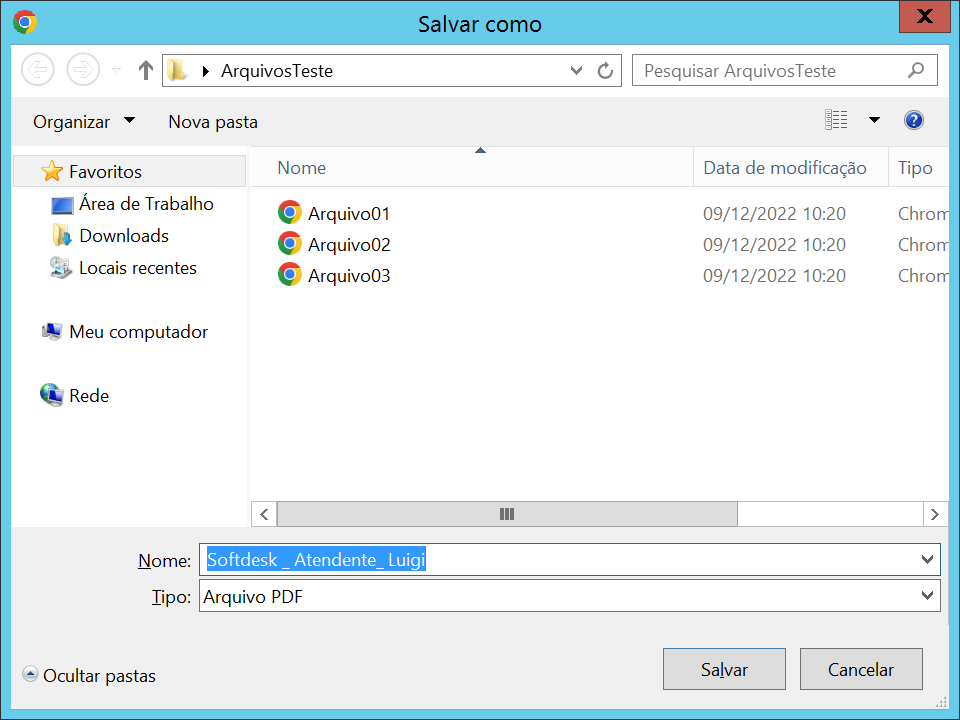 Salvar como
ArquivosTeste
Pesquisar ArquivosTeste
Organizar
Nova pasta
?
Favoritos
Área de Trabalho
Downloads
Locais recentes
Meu computador
Rede
Nome Data de modificação Tipo
Arquivo01 09/12/2022 10:20 Chrom
Arquivo02 09/12/2022 10:20 Chrom
Arquivo03 09/12/2022 10:20 Chrom
Nome: Softdesk _ Atendente_ Luigi
Tipo: Arquivo PDF
Ocultar pastas
Salvar
Cancelar